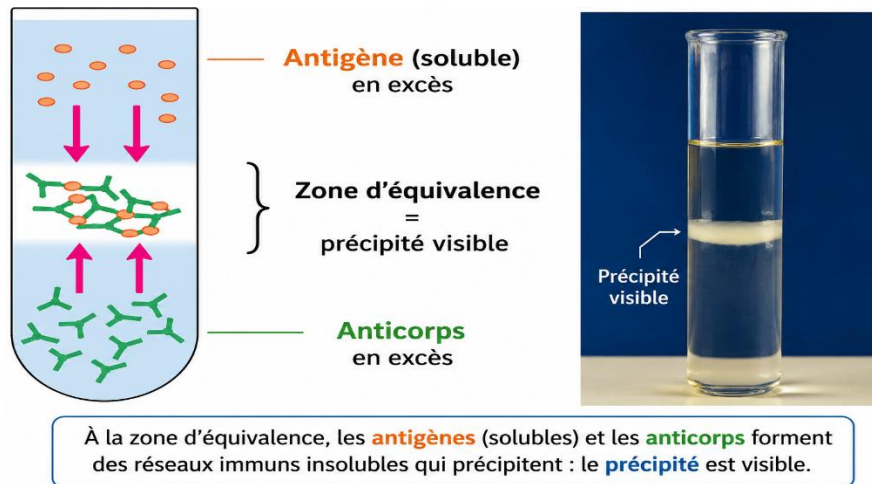 Antigène (soluble)
en excès
Zone d’équivalence
=
précipité visible
Anticorps
en excès
Précipité
visible
À la zone d’équivalence, les antigènes (solubles) et les anticorps forment
des réseaux immuns insolubles qui précipitent : le précipité est visible.